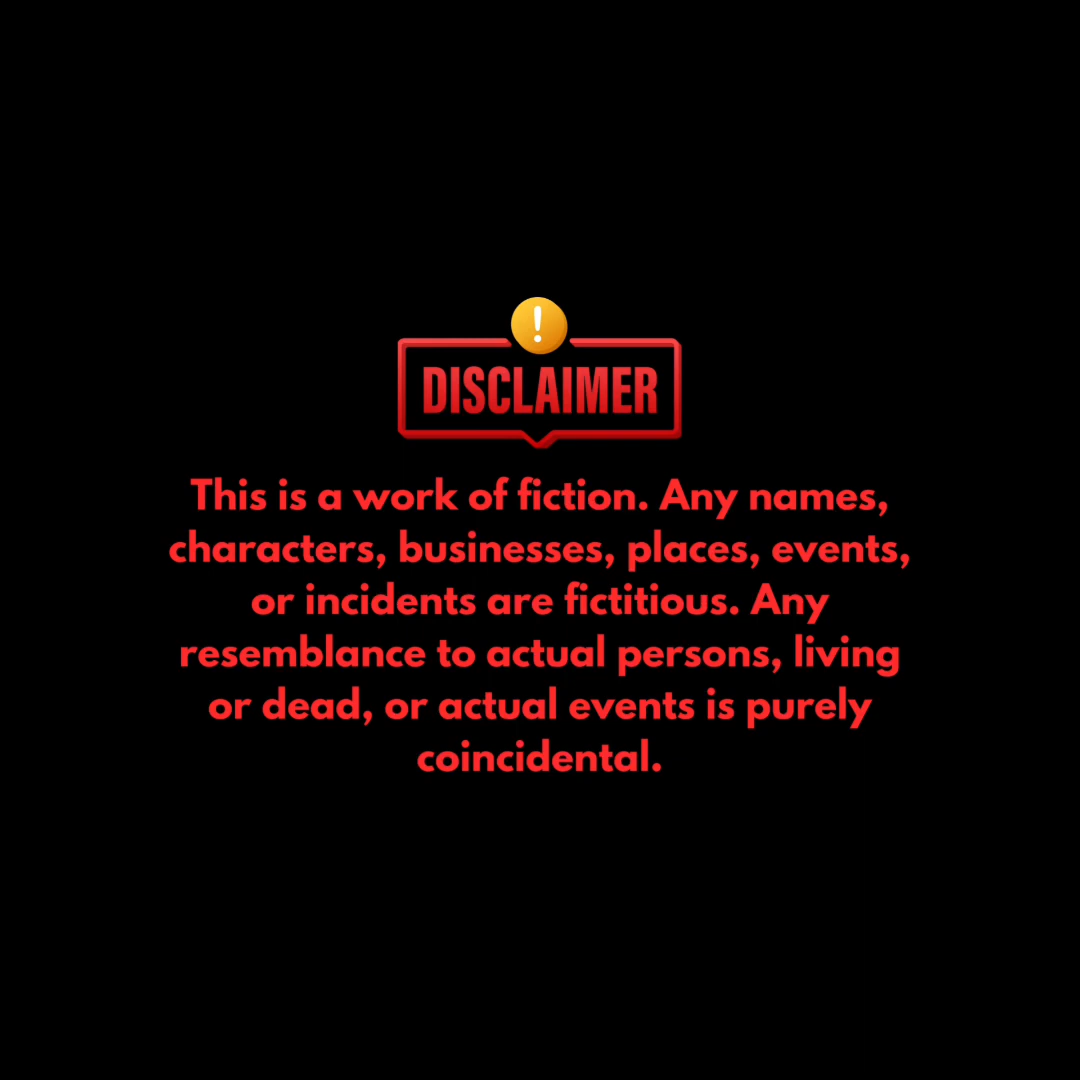 !
DISCLAIMER
This is a work of fiction. Any names,
characters, businesses, places, events,
or incidents are fictitious. Any
resemblance to actual persons, living
or dead, or actual events is purely
coincidental.